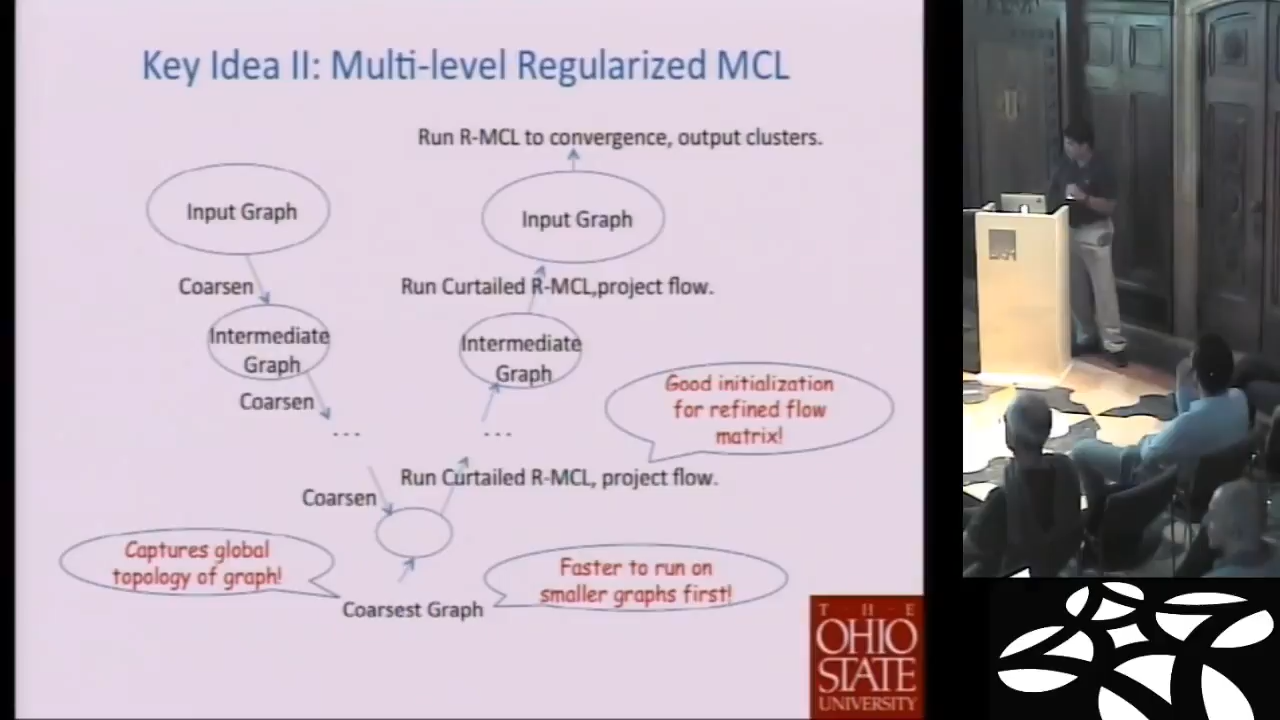 Key Idea II: Multi-level Regularized MCL
Run R-MCL to convergence, output clusters.
Input Graph
Input Graph
Coarsen
Run Curtailed R-MCL,project flow.
Intermediate
Graph
Intermediate
Graph
Coarsen
Good initialization
for refined flow
matrix!
...
...
Run Curtailed R-MCL, project flow.
Coarsen
Captures global
topology of graph!
Faster to run on
smaller graphs first!
Coarsest Graph
T · H · E
OHIO
STATE
UNIVERSITY